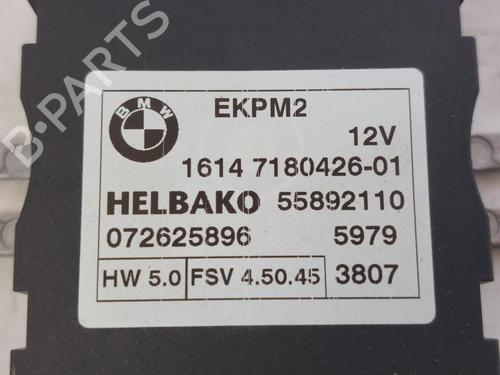 B-PARTS
BMW
EKPM2
12V
1614 7180426-01
HELBAKO 55892110
072625896 5979
HW 5.0 FSV 4.50.45 3807